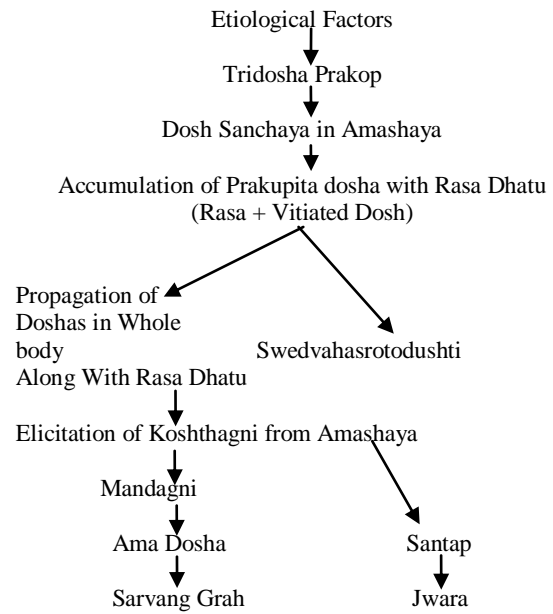 Etiological Factors
Tridosha Prakop
Dosh Sanchaya in Amashaya
Accumulation of Prakupita dosha with Rasa Dhatu
(Rasa + Vitiated Dosh)
Propagation of
Doshas in Whole
body
Along With Rasa Dhatu
Swedvahasrotodushti
Elicitation of Koshthagni from Amashaya
Mandagni
Ama Dosha
Sarvang Grah
Santap
Jwara